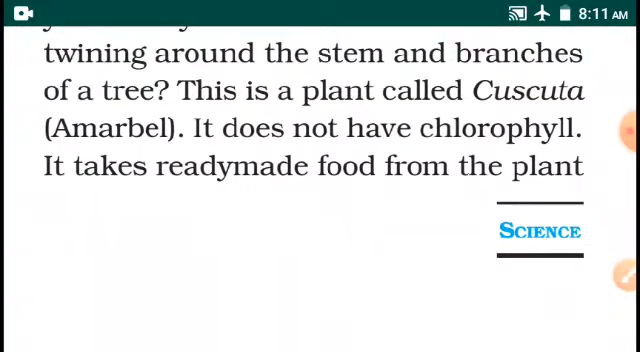 8:11 AM
twining around the stem and branches
of a tree? This is a plant called Cuscuta
(Amarbel). It does not have chlorophyll.
It takes readymade food from the plant
SCIENCE